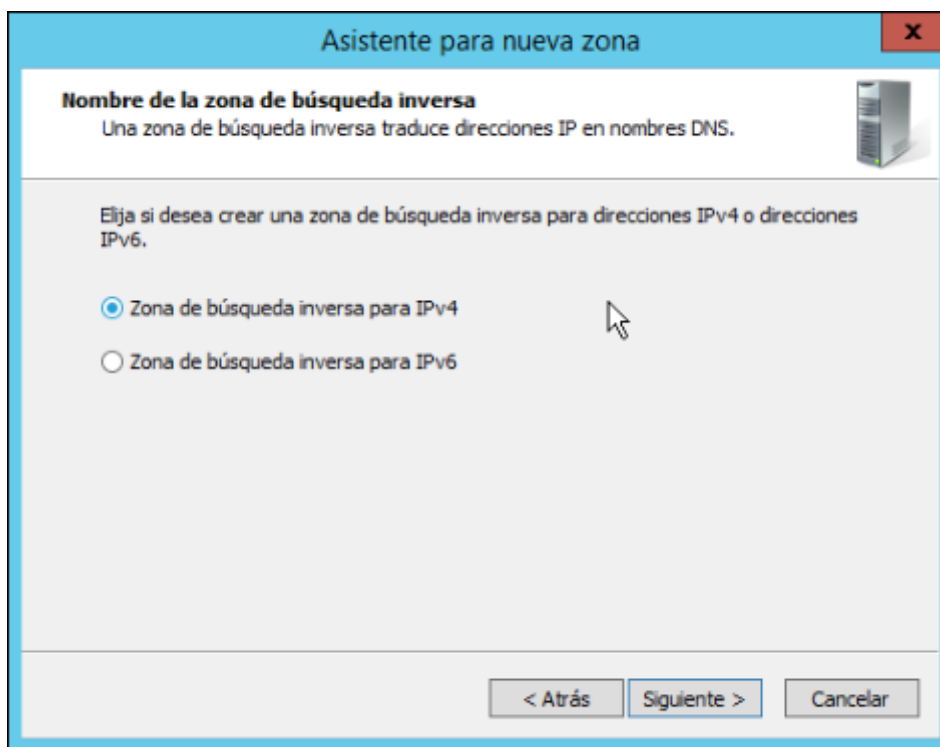 Asistente para nueva zona
x
Nombre de la zona de búsqueda inversa
Una zona de búsqueda inversa traduce direcciones IP en nombres DNS.
Elija si desea crear una zona de búsqueda inversa para direcciones IPv4 o direcciones
IPv6.
Zona de búsqueda inversa para IPv4
Zona de búsqueda inversa para IPv6
< Atrás
Siguiente >
Cancelar